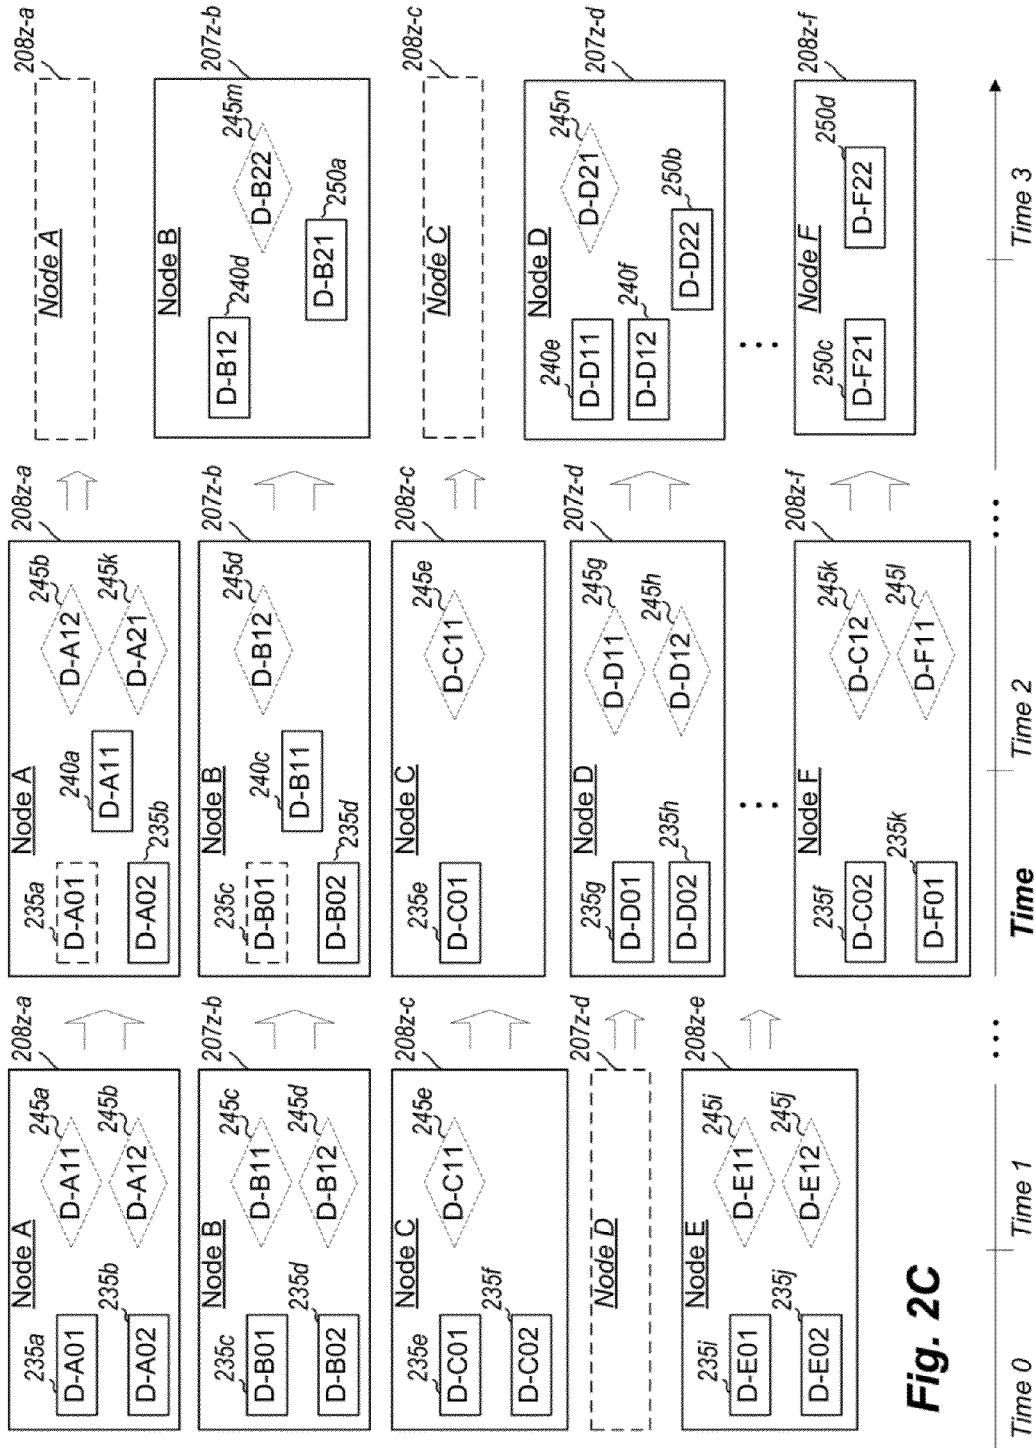 208z-a
Node A
235a
D-A01
235b
D-A02
245a
D-A11
245b
D-A12
207z-b
Node B
235c
D-B01
235d
D-B02
245c
D-B11
245d
D-B12
208z-c
Node C
235e
D-C01
235f
D-C02
245e
D-C11
207z-d
Node D
208z-e
Node E
235i
D-E01
235j
D-E02
245i
D-E11
245j
D-E12
208z-a
Node A
235a
D-A01
235b
D-A02
240a
D-A11
245b
D-A12
245k
D-A21
207z-b
Node B
235c
D-B01
235d
D-B02
240c
D-B11
245d
D-B12
208z-c
Node C
235e
D-C01
245e
D-C11
207z-d
Node D
235g
D-D01
235h
D-D02
245g
D-D11
245h
D-D12
...
208z-f
Node F
235f
D-C02
235k
D-F01
245k
D-C12
245l
D-F11
208z-a
Node A
207z-b
Node B
240d
D-B12
250a
D-B21
245m
D-B22
208z-c
Node C
207z-d
Node D
240e
D-D11
240f
D-D12
250b
D-D22
245n
D-D21
...
208z-f
Node F
250c
D-F21
250d
D-F22
Time 0 Time 1 ... Time 2 ... Time 3
Time
Fig. 2C